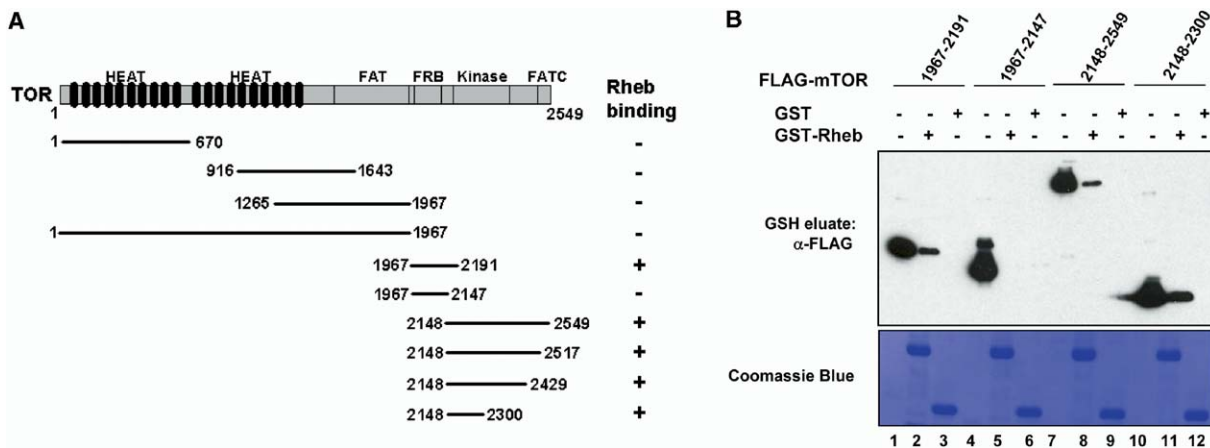 A
HEAT HEAT FAT FRB Kinase FATC
TOR
1 2549
Rheb
binding
1 670 -
916 1643 -
1265 1967 -
1 1967 -
1967 2191 +
1967 2147 -
2148 2549 +
2148 2517 +
2148 2429 +
2148 2300 +
B
1967-2191 1967-2147 2148-2549 2148-2300
FLAG-mTOR
GST - - + - - + - - + - - +
GST-Rheb - + - - + - - + - - + -
GSH eluate:
α-FLAG
Coomassie Blue
1 2 3 4 5 6 7 8 9 10 11 12